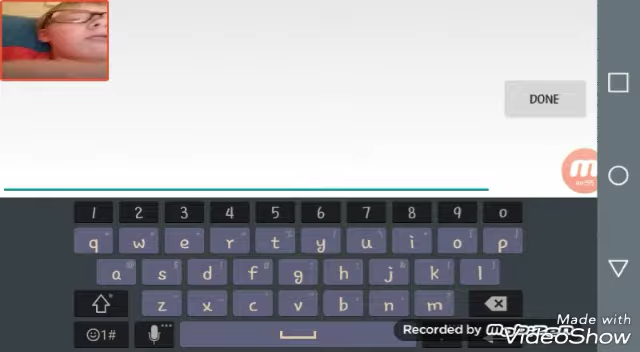 DONE
1 2 3 4 5 6 7 8 9 0
q w e r t y u i o p
a s d f g h j k l
z x c v b n m
1#
Recorded by
Made with
VideoShow